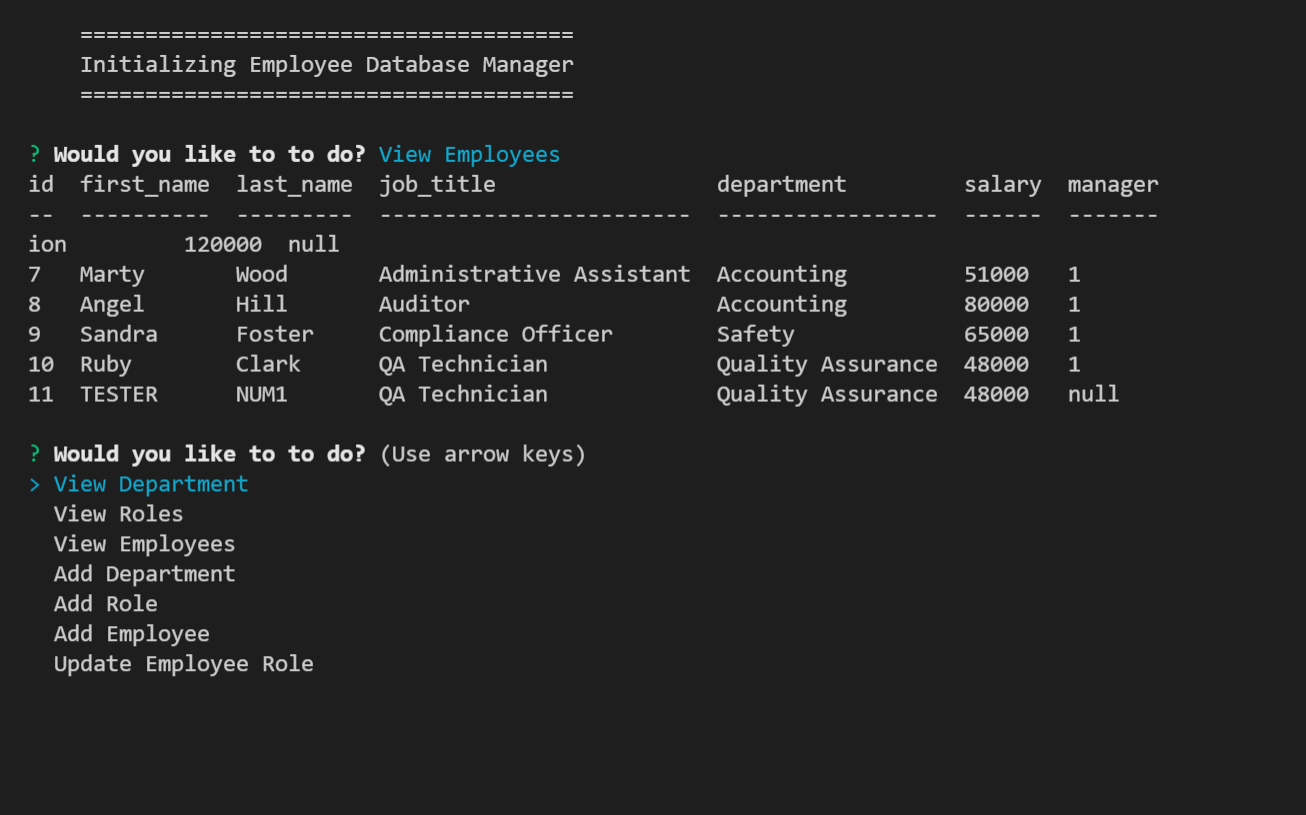 ======================================
Initializing Employee Database Manager
======================================
? Would you like to to do? View Employees
id  first_name  last_name  job_title                 department         salary  manager
--  ----------  ---------  ------------------------  -----------------  ------  -------
ion         120000  null
7   Marty       Wood       Administrative Assistant  Accounting         51000   1
8   Angel       Hill       Auditor                   Accounting         80000   1
9   Sandra      Foster     Compliance Officer        Safety             65000   1
10  Ruby        Clark      QA Technician             Quality Assurance  48000   1
11  TESTER      NUM1       QA Technician             Quality Assurance  48000   null
? Would you like to to do? (Use arrow keys)
> View Department
  View Roles
  View Employees
  Add Department
  Add Role
  Add Employee
  Update Employee Role